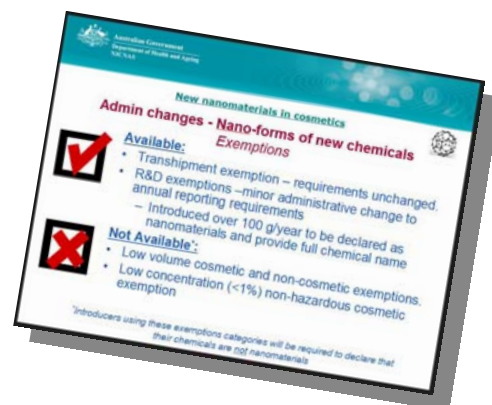 Australian Government
Department of Health and Ageing
NICNAS
New nanomaterials in cosmetics
Admin changes - Nano-forms of new chemicals
Exemptions
Available:
• Transhipment exemption – requirements unchanged.
• R&D exemptions –minor administrative change to
annual reporting requirements
– Introduced over 100 g/year to be declared as
nanomaterials and provide full chemical name
Not Available*:
• Low volume cosmetic and non-cosmetic exemptions.
• Low concentration (<1%) non-hazardous cosmetic
exemption
*Introducers using these exemptions categories will be required to declare that
their chemicals are not nanomaterials